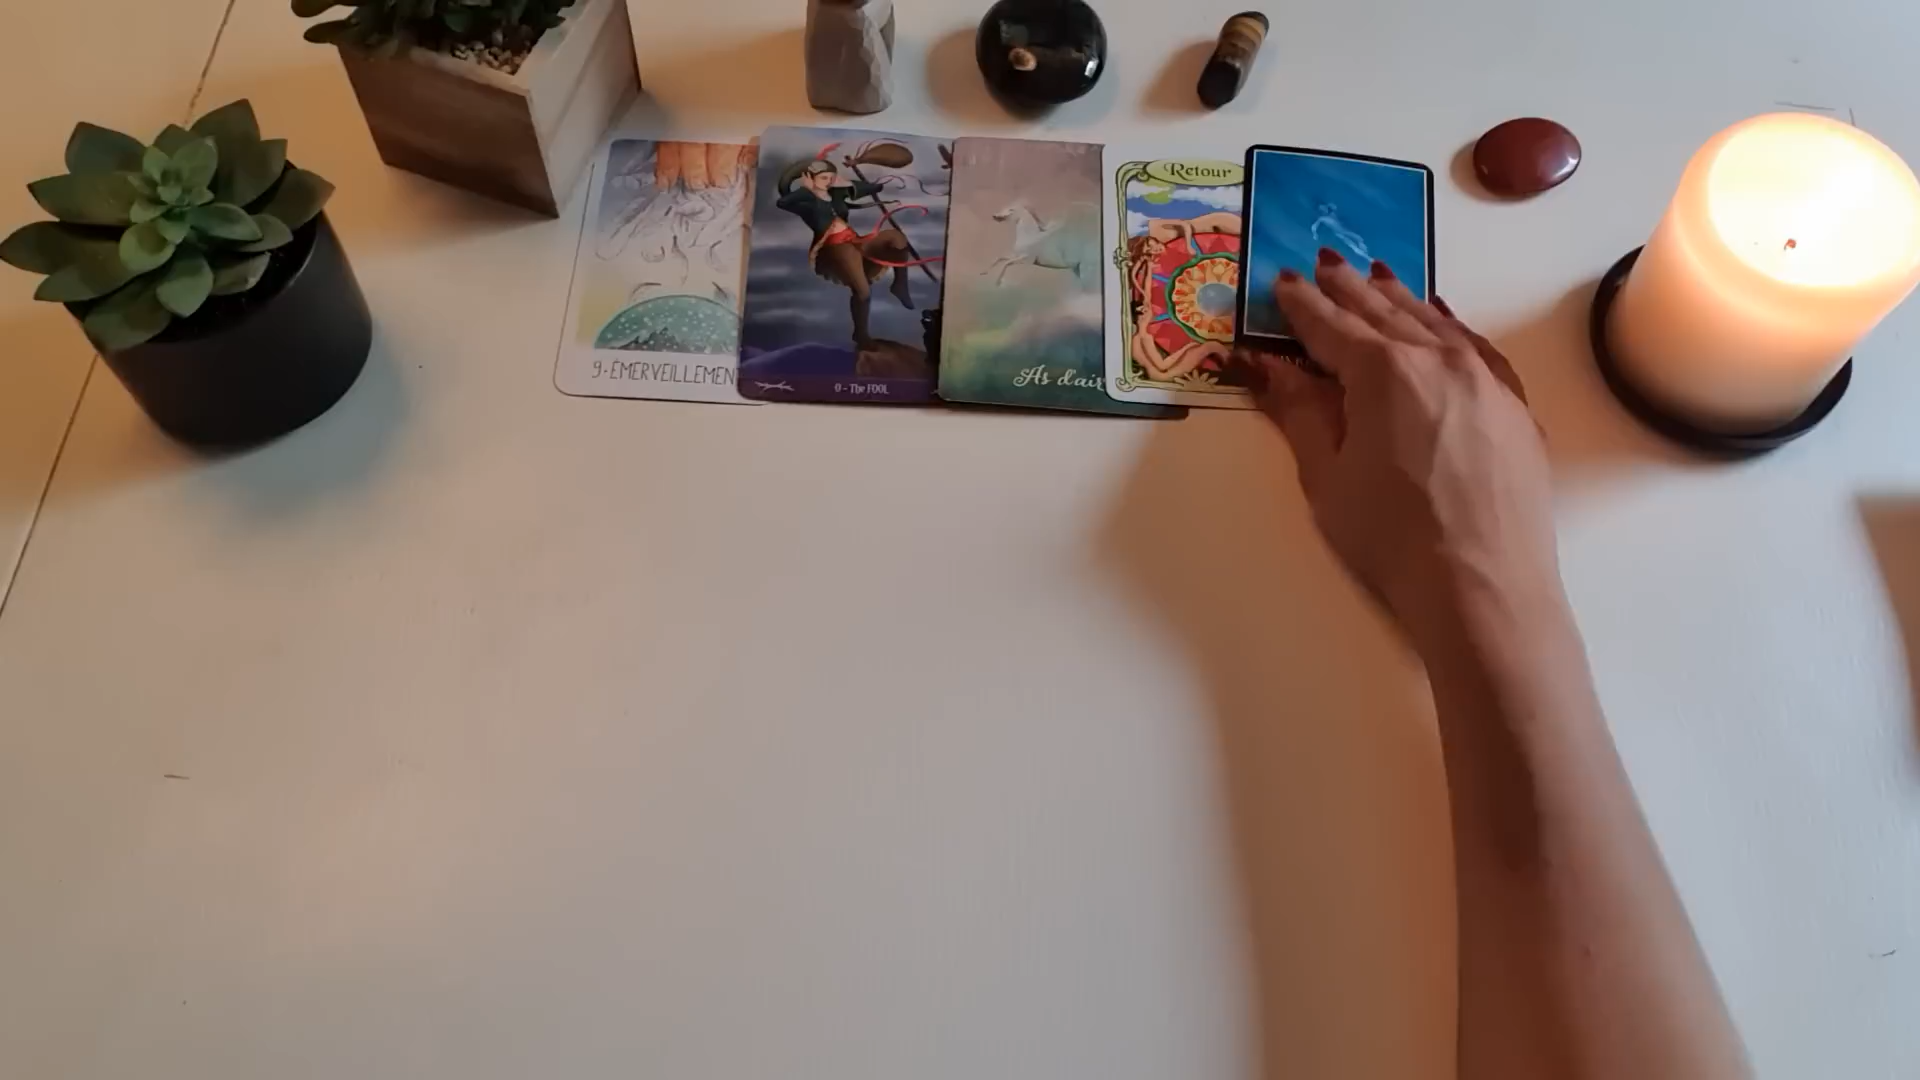 9. ÉMERVEILLEMEN
0 - The FOOL
As d'air
Retour